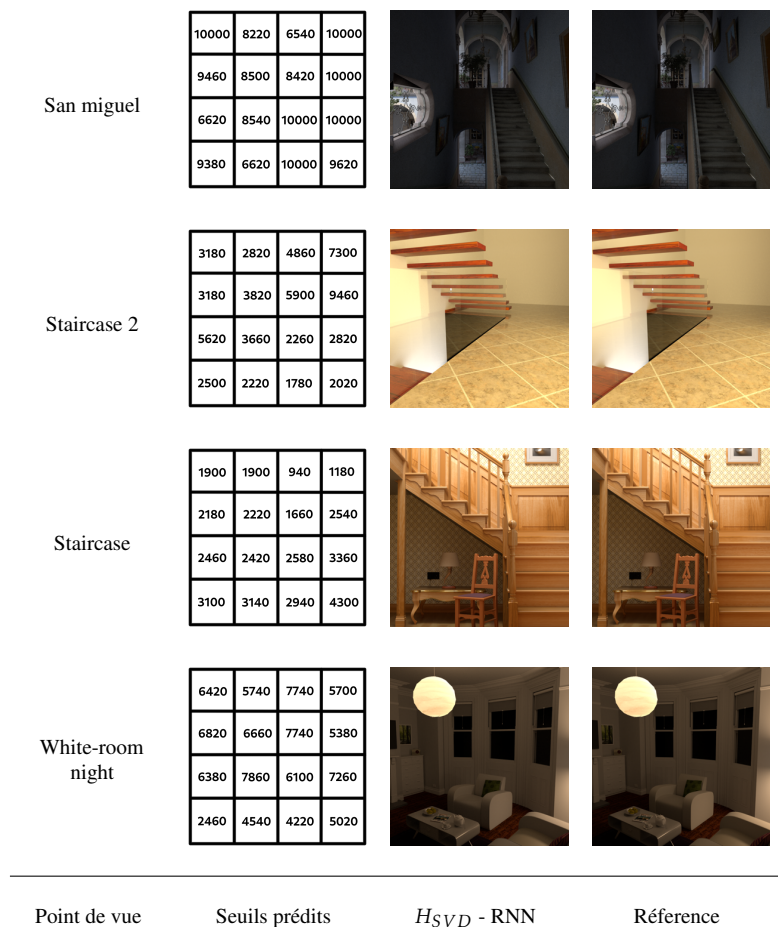 San miguel
10000 8220 6540 10000
9460 8500 8420 10000
6620 8540 10000 10000
9380 6620 10000 9620
Staircase 2
3180 2820 4860 7300
3180 3820 5900 9460
5620 3660 2260 2820
2500 2220 1780 2020
Staircase
1900 1900 940 1180
2180 2220 1660 2540
2460 2420 2580 3360
3100 3140 2940 4300
White-room
night
6420 5740 7740 5700
6820 6660 7740 5380
6380 7860 6100 7260
2460 4540 4220 5020
Point de vue Seuils prédits H_SVD - RNN Réference